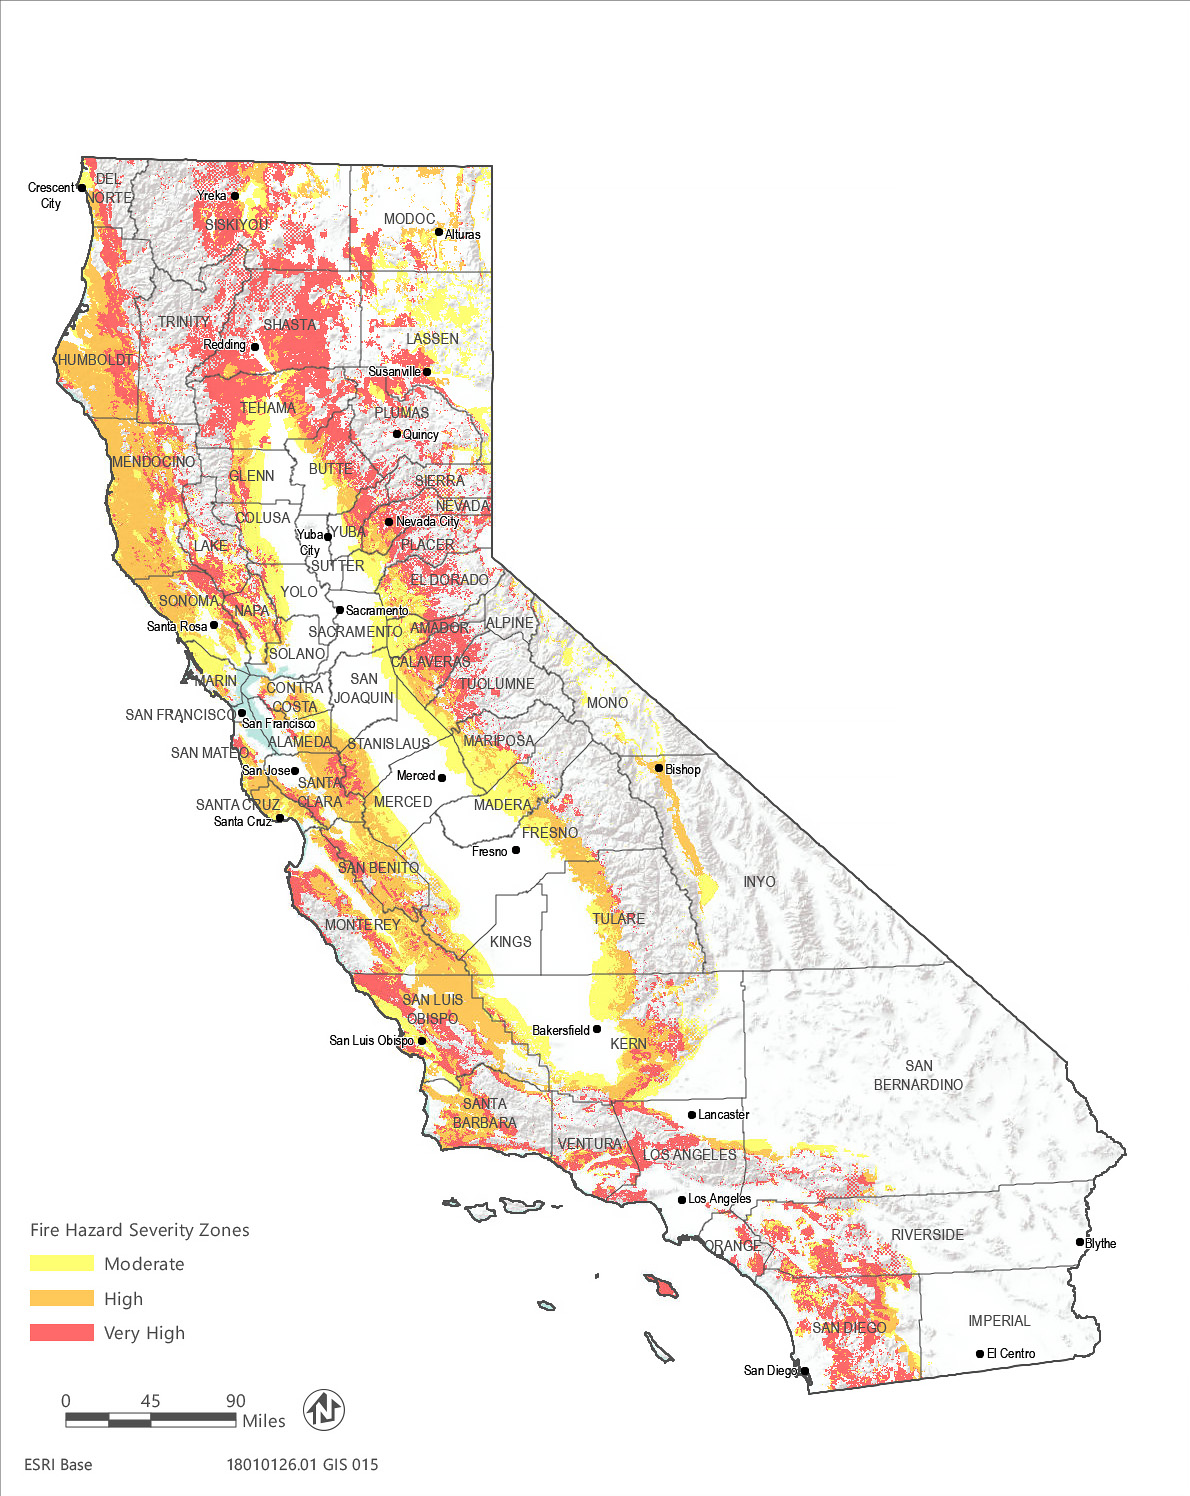 DEL
NORTE
Crescent
City
Yreka
SISKIYOU
MODOC
Alturas
TRINITY
SHASTA
Redding
LASSEN
HUMBOLDT
Susanville
TEHAMA
PLUMAS
Quincy
MENDOCINO
GLENN
BUTTE
SIERRA
NEVADA
COLUSA
Nevada City
Yuba
City
YUBA
LAKE
PLACER
SUTTER
EL DORADO
YOLO
SONOMA
NAPA
Sacramento
Santa Rosa
SACRAMENTO
AMADOR
ALPINE
SOLANO
CALAVERAS
MARIN
CONTRA
COSTA
SAN
JOAQUIN
TUOLUMNE
MONO
SAN FRANCISCO
San Francisco
ALAMEDA
STANISLAUS
MARIPOSA
SAN MATEO
San Jose
Merced
Bishop
SANTA
CLARA
SANTA CRUZ
MERCED
MADERA
Santa Cruz
FRESNO
Fresno
SAN BENITO
INYO
MONTEREY
TULARE
KINGS
SAN LUIS
OBISPO
San Luis Obispo
Bakersfield
KERN
SAN
BERNARDINO
SANTA
BARBARA
Lancaster
VENTURA
LOS ANGELES
Los Angeles
ORANGE
RIVERSIDE
Blythe
IMPERIAL
SAN DIEGO
El Centro
San Diego
Fire Hazard Severity Zones
Moderate
High
Very High
0 45 90
Miles
N
ESRI Base 18010126.01 GIS 015